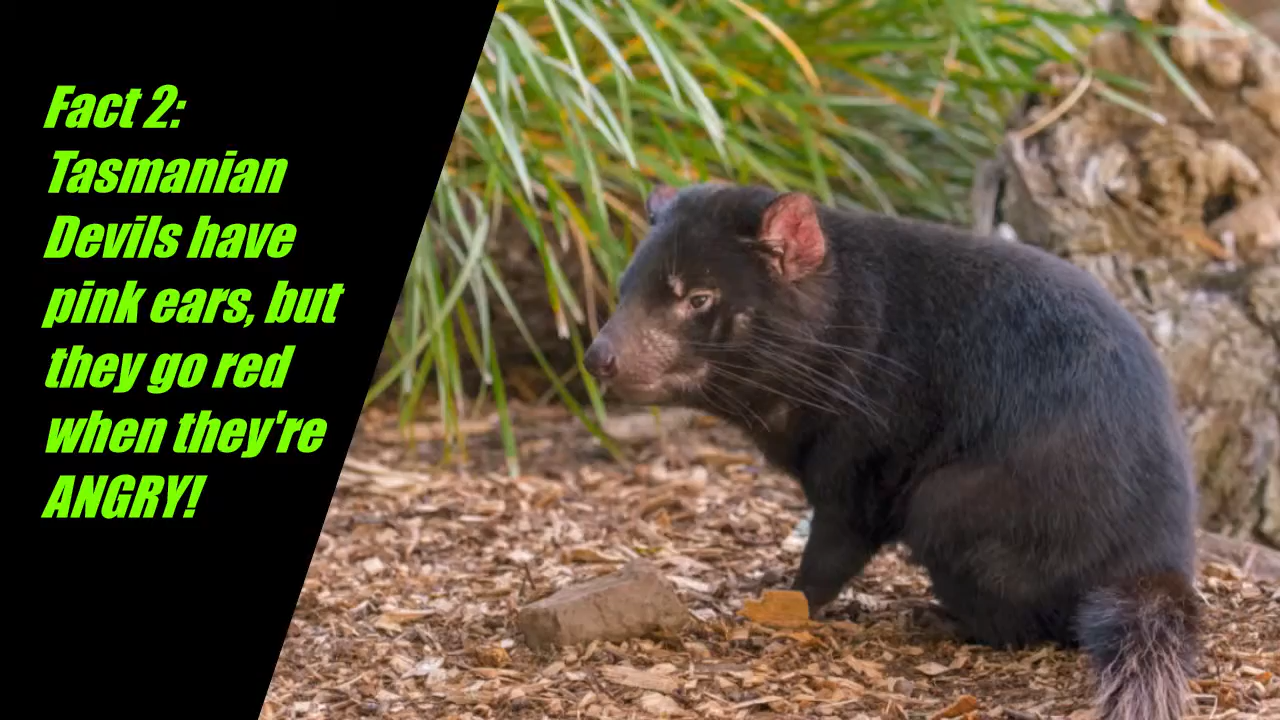 Fact 2:
Tasmanian
Devils have
pink ears, but
they go red
when they're
ANGRY!